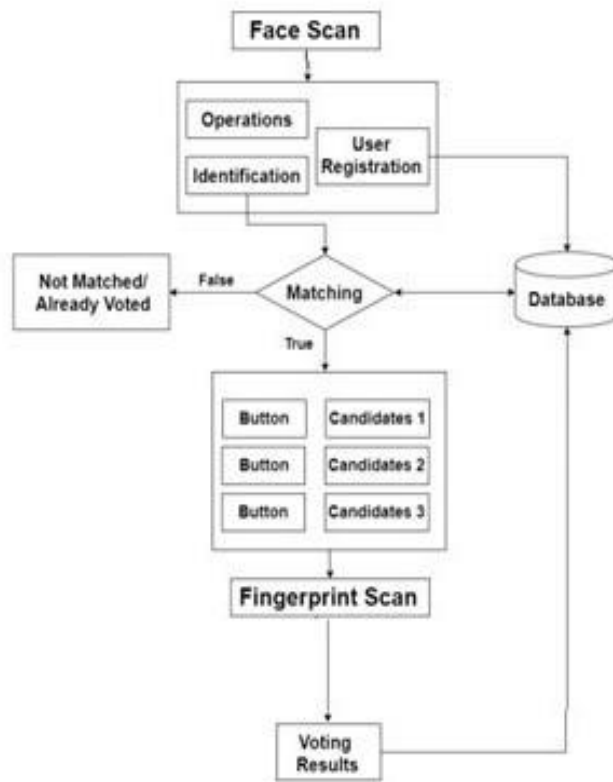 Face Scan
Operations
User
Registration
Identification
Not Matched/
Already Voted
False
Matching
Database
True
Button
Candidates 1
Button
Candidates 2
Button
Candidates 3
Fingerprint Scan
Voting
Results